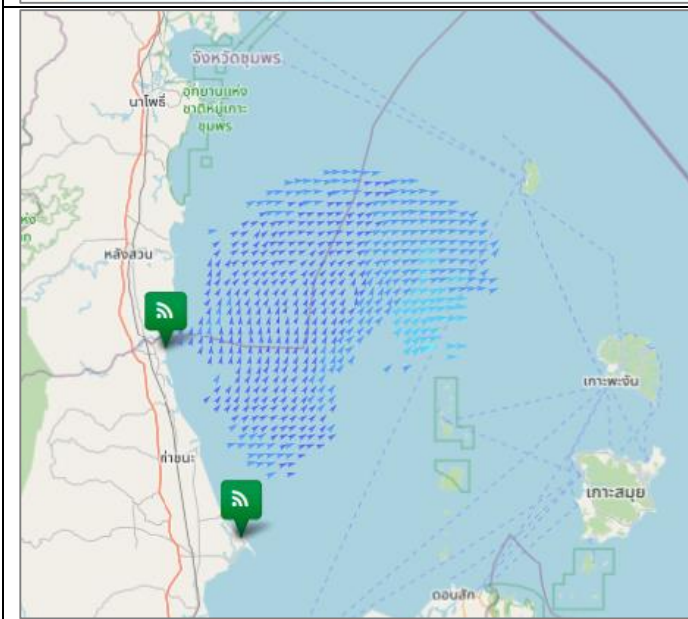 จังหวัดชุมพร
นาโพธิ์
อุทยานแห่ง
ชาติหมู่เกาะ
ชุมพร
หลังสวน
เกาะพะงัน
ท่าชนะ
เกาะสมุย
ดอนสัก